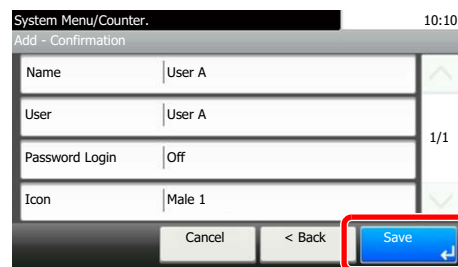 System Menu/Counter. 10:10
Add - Confirmation
Name User A
User User A
1/1
Password Login Off
Icon Male 1
Cancel < Back Save